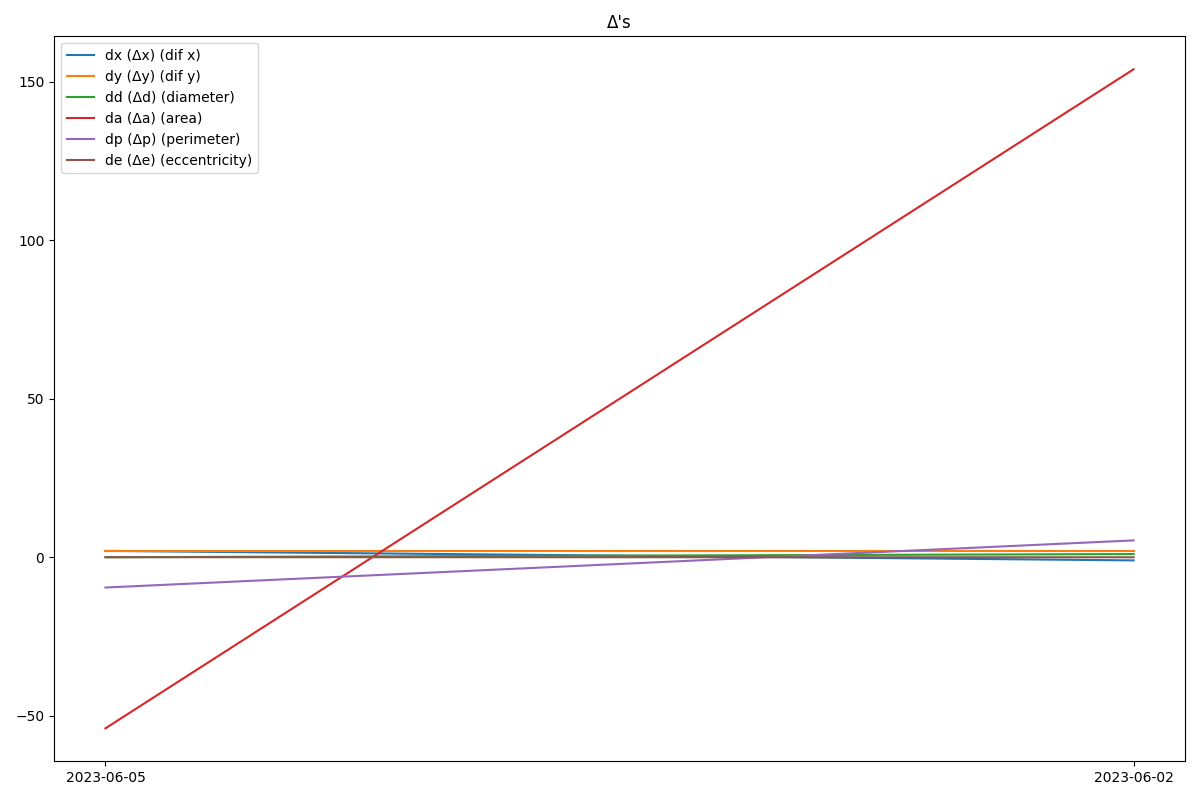 Δ's
dx (Δx) (dif x)
dy (Δy) (dif y)
dd (Δd) (diameter)
da (Δa) (area)
dp (Δp) (perimeter)
de (Δe) (eccentricity)
150
100
50
0
−50
2023-06-05
2023-06-02